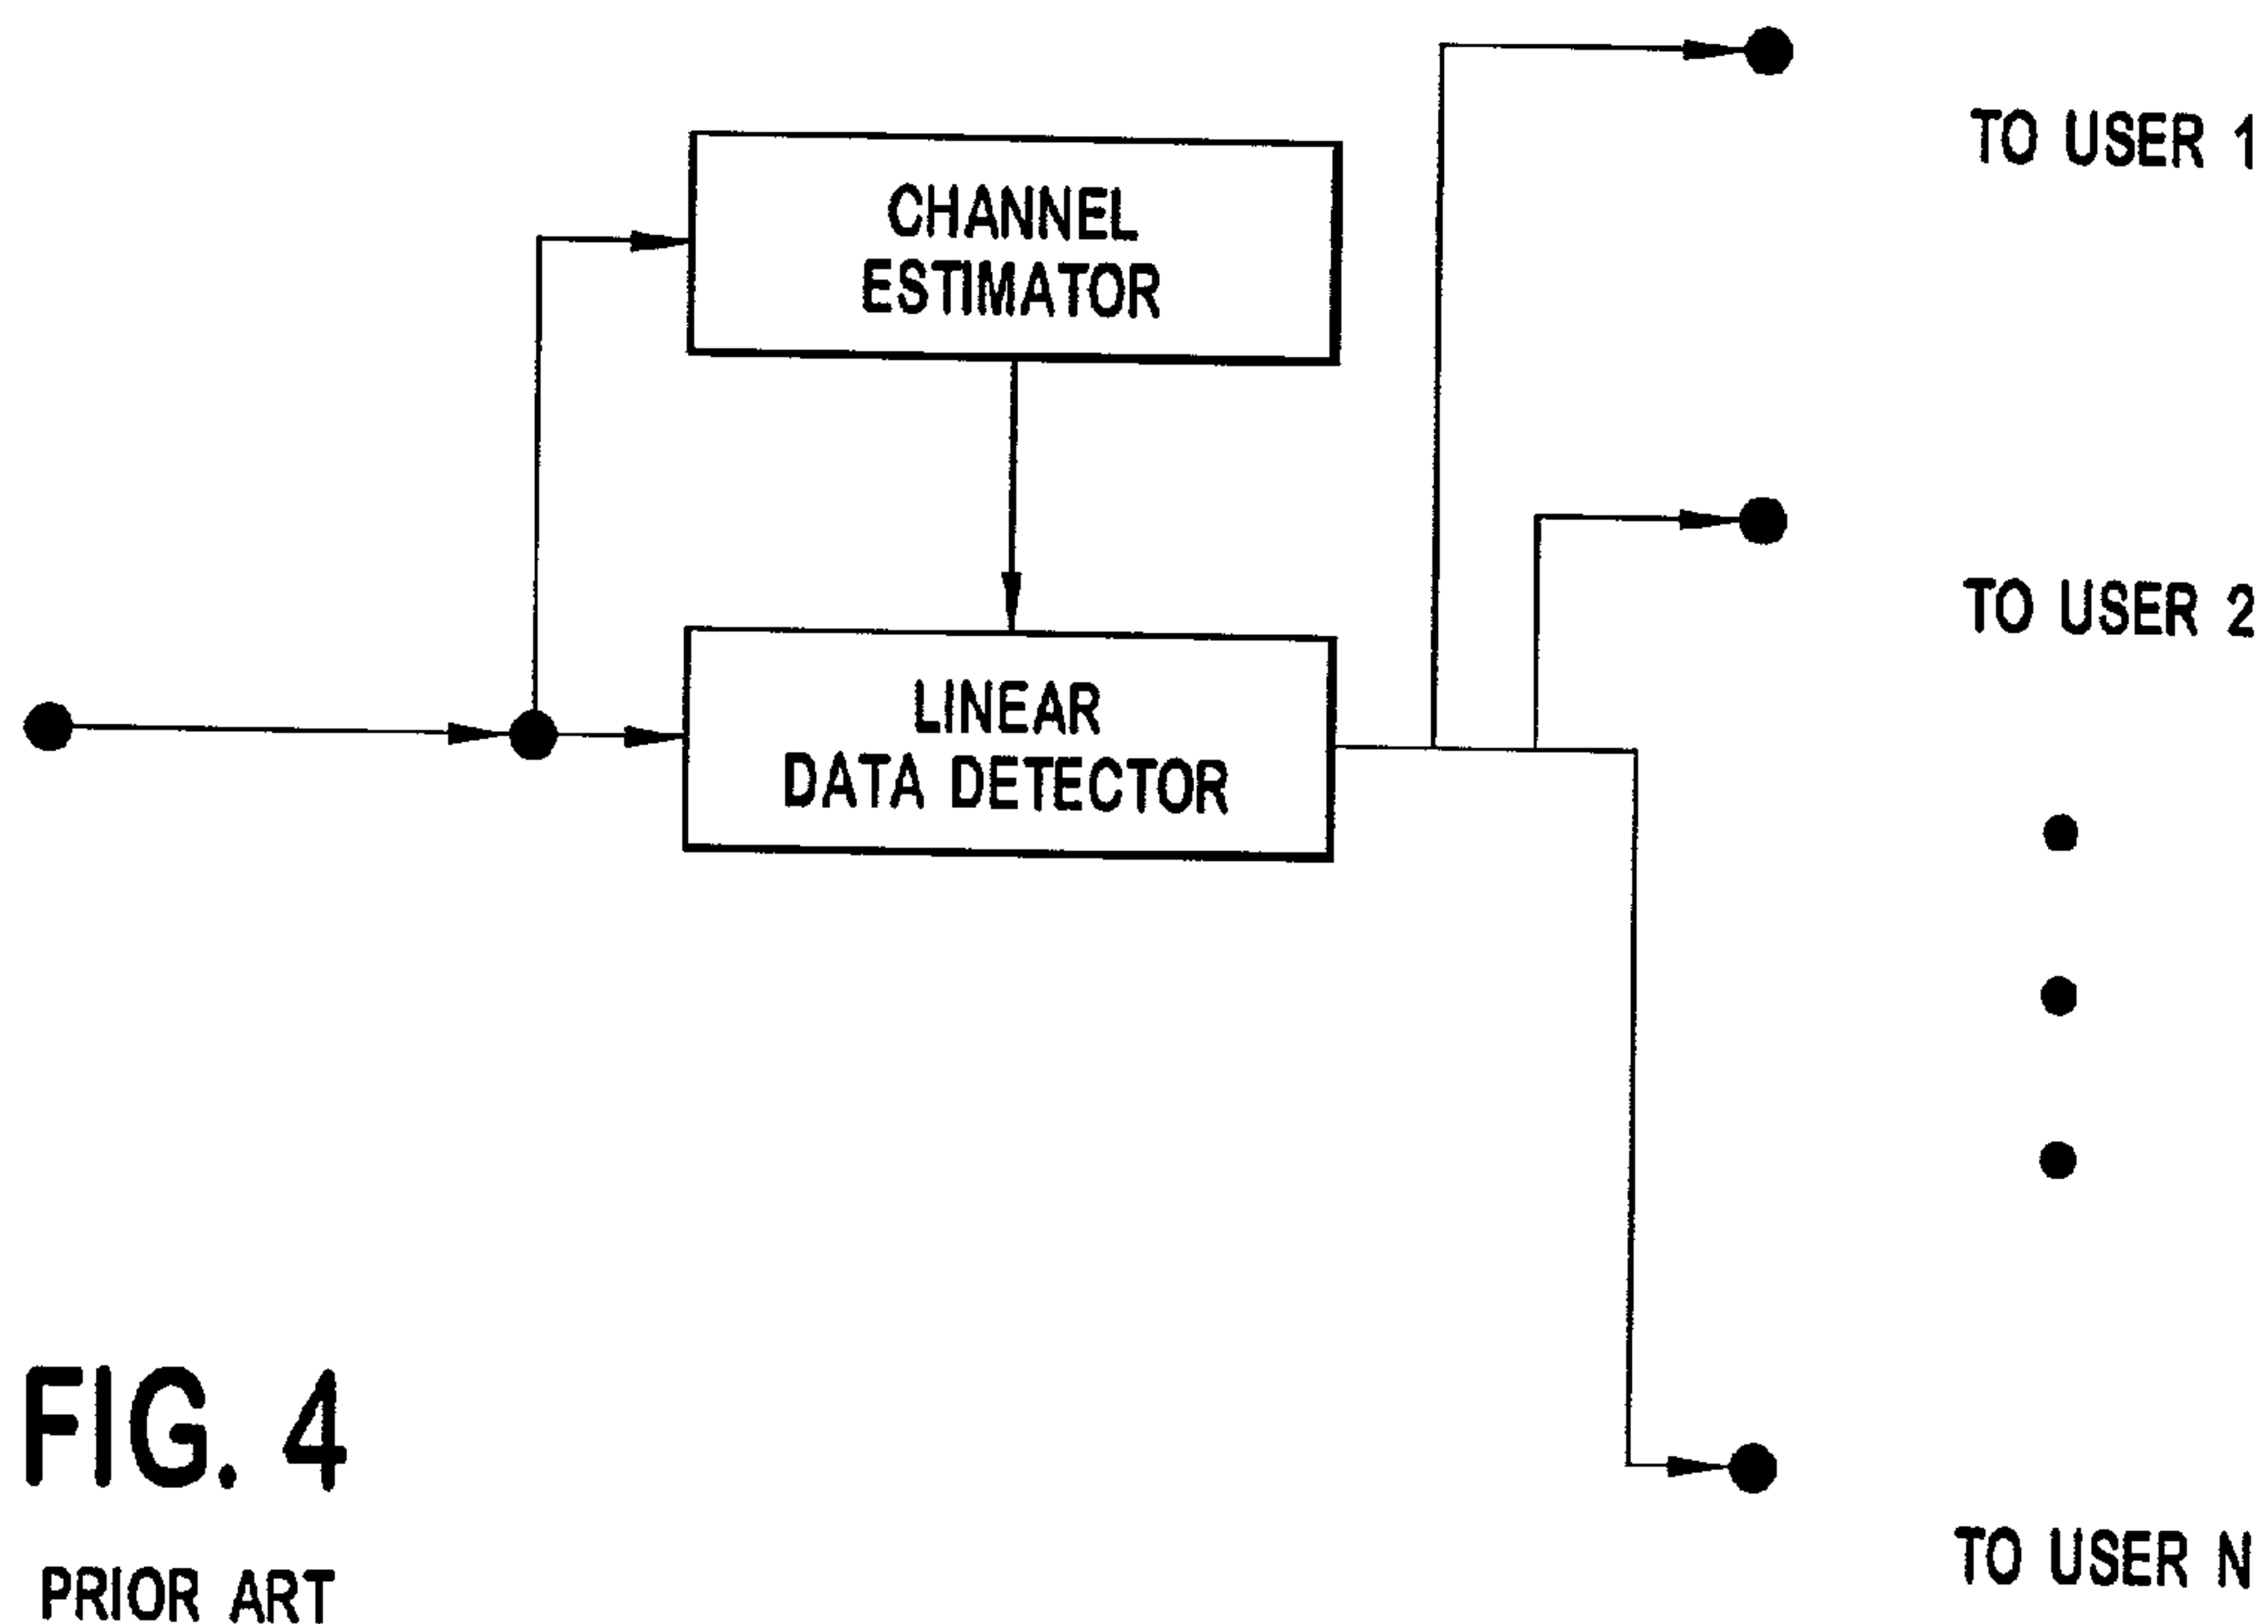 TO USER 1
CHANNEL
ESTIMATOR
TO USER 2
LINEAR
DATA DETECTOR
TO USER N
FIG. 4
PRIOR ART